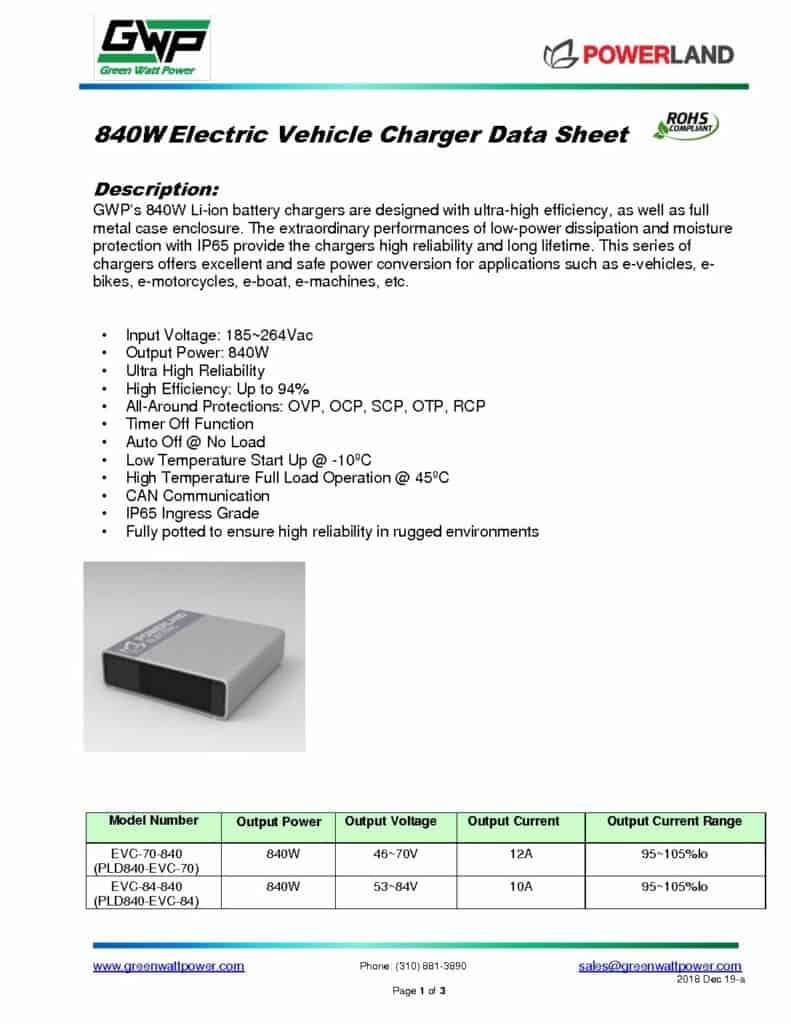 GWP
Green Watt Power
POWERLAND
840W Electric Vehicle Charger Data Sheet
ROHS
COMPLIANT
Description:
GWP's 840W Li-ion battery chargers are designed with ultra-high efficiency, as well as full
metal case enclosure. The extraordinary performances of low-power dissipation and moisture
protection with IP65 provide the chargers high reliability and long lifetime. This series of
chargers offers excellent and safe power conversion for applications such as e-vehicles, e-
bikes, e-motorcycles, e-boat, e-machines, etc.
• Input Voltage: 185~264Vac
• Output Power: 840W
• Ultra High Reliability
• High Efficiency: Up to 94%
• All-Around Protections: OVP, OCP, SCP, OTP, RCP
• Timer Off Function
• Auto Off @ No Load
• Low Temperature Start Up @ -10ºC
• High Temperature Full Load Operation @ 45ºC
• CAN Communication
• IP65 Ingress Grade
• Fully potted to ensure high reliability in rugged environments
POWERLAND
Model Number Output Power Output Voltage Output Current Output Current Range
EVC-70-840 840W 46~70V 12A 95~105%Io
(PLD840-EVC-70)
EVC-84-840 840W 53~84V 10A 95~105%Io
(PLD840-EVC-84)
www.greenwattpower.com Phone: (310) 881-3890 sales@greenwattpower.com
2018 Dec 19-a
Page 1 of 3